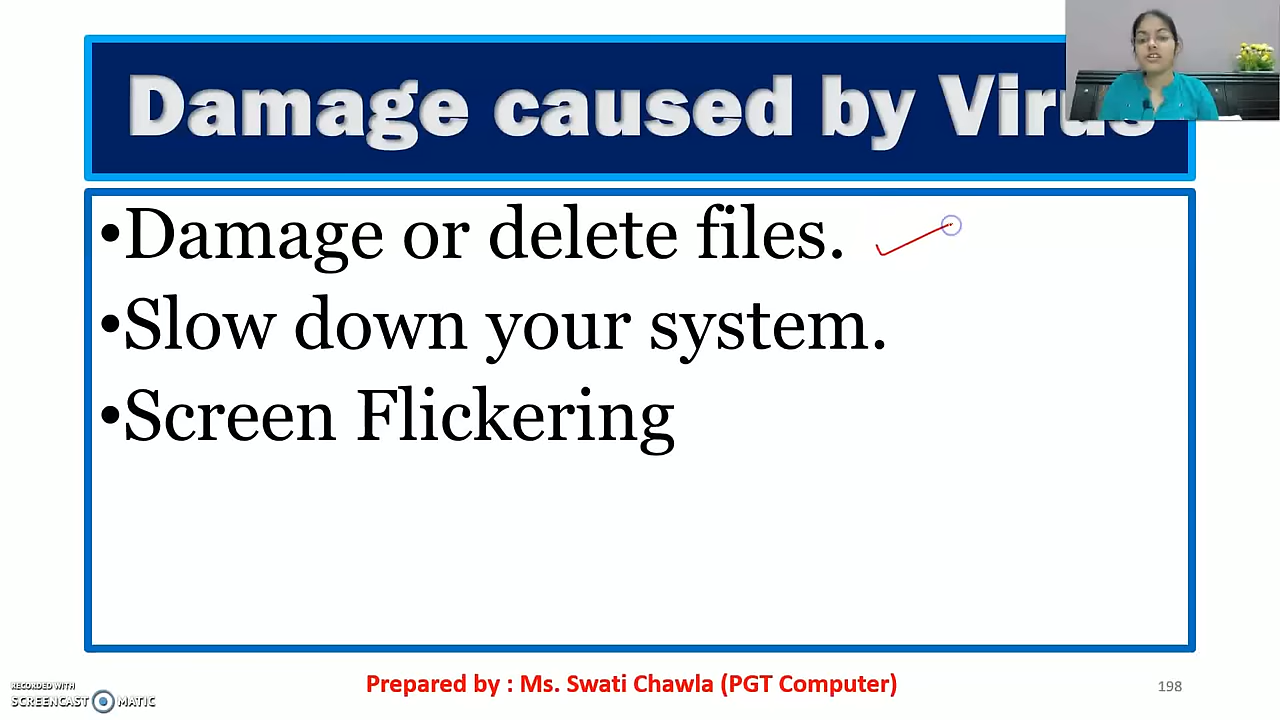 Damage caused by Virus
•Damage or delete files.
•Slow down your system.
•Screen Flickering
Prepared by : Ms. Swati Chawla (PGT Computer)
198
RECORDED WITH
SCREENCAST MATIC